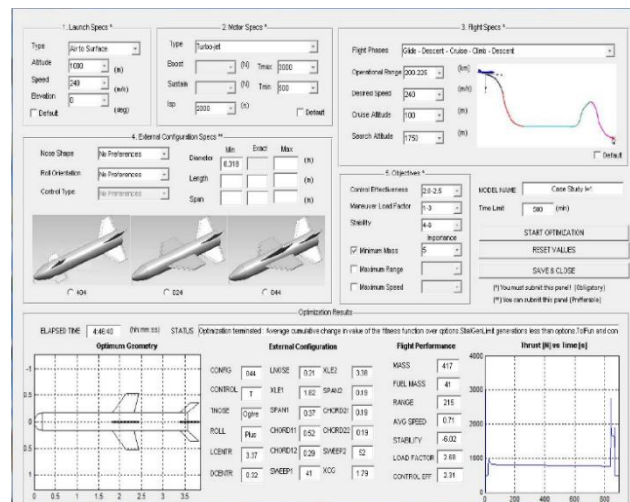 1. Launch Specs *
Type Air to Surface
Altitude 1000 (m)
Speed 240 (m/s)
Elevation 0 (deg)
Default
2. Motor Specs *
Type Turbo-jet
Boost (N) Tmax 3000
Sustain (N) Tmin 500
Isp 2000 (s)
Default
3. Flight Specs *
Flight Phases Glide - Descent - Cruise - Climb - Descent
Operational Range 200-225 (km)
Desired Speed 240 (m/s)
Cruise Altitude 100 (m)
Search Altitude 1750 (m)
Default
4. External Configuration Specs **
Min Exact Max
Nose Shape No Preferences
Roll Orientation No Preferences
Control Type No Preferences
Diameter 0.318 (m)
Length (m)
Span (m)
404 024 044
5. Objectives *
Control Effectiveness 2.0-2.5
Maneuver Load Factor 1-3
Stability 4-8
Importance
Minimum Mass 5
Maximum Range
Maximum Speed
MODEL NAME Case Study
Time Limit 500 (min)
START OPTIMIZATION
RESET VALUES
SAVE & CLOSE
(*) You must submit this panel! (Obligatory)
(**) You can submit this panel (Prefferable)
Optimization Results
ELAPSED TIME 4:46:40 (hh:mm:ss) STATUS Optimization terminated : Average cumulative change in value of the fitness function over options.StallGenLimit generations less than options.TolFun and con
Optimum Geometry
-1
-0.5
0
0.5
1
0 0.5 1 1.5 2 2.5 3 3.5
External Configuration
CONFIG 044 LNOSE 0.21 XLE2 3.38
CONTROL T XLE1 1.82 SPAN2 0.19
TNOSE Ogive SPAN1 0.37 CHORD21 0.19
ROLL Plus CHORD11 0.52 CHORD22 0.19
LCENTR 3.37 CHORD12 0.29 SWEEP2 52
DCENTR 0.32 SWEEP1 41 XCG 1.79
Flight Performance
MASS 417
FUEL MASS 41
RANGE 215
AVG SPEED 0.71
STABILITY -6.02
LOAD FACTOR 2.68
CONTROL EFF 2.31
Thrust [N] vs Time [s]
4000
3000
2000
1000
0
0 200 400 600 800